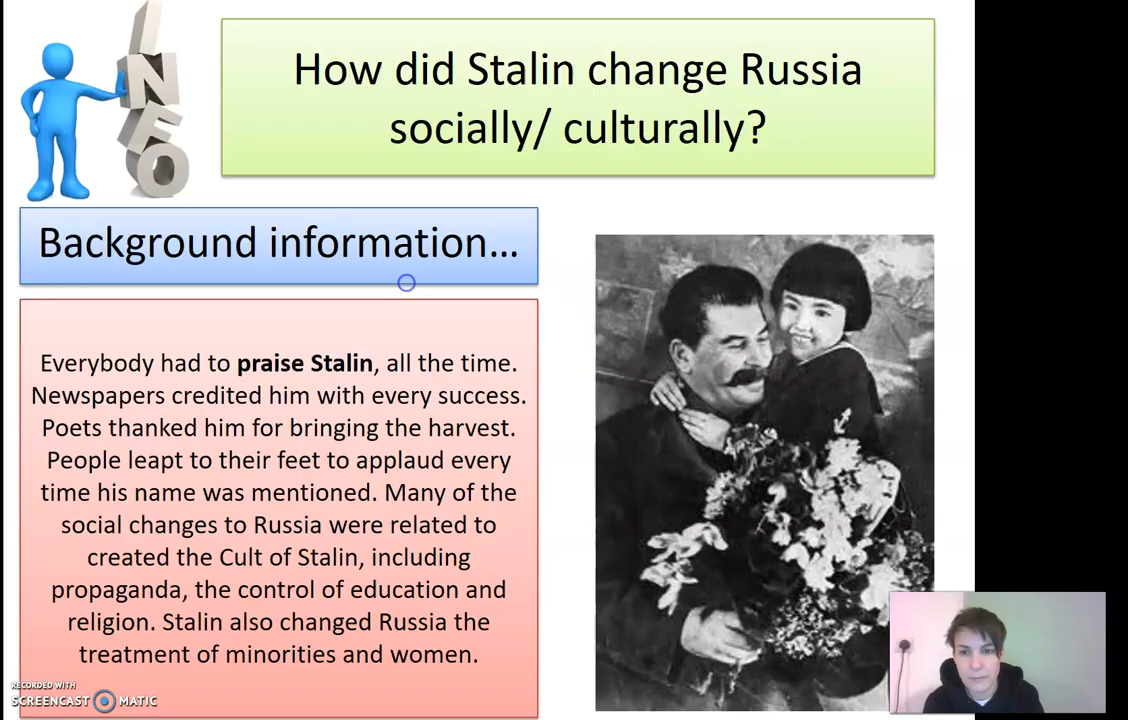 INFO
How did Stalin change Russia
socially/ culturally?
Background information...
Everybody had to praise Stalin, all the time.
Newspapers credited him with every success.
Poets thanked him for bringing the harvest.
People leapt to their feet to applaud every
time his name was mentioned. Many of the
social changes to Russia were related to
created the Cult of Stalin, including
propaganda, the control of education and
religion. Stalin also changed Russia the
treatment of minorities and women.
RECORDED WITH
SCREENCAST MATIC